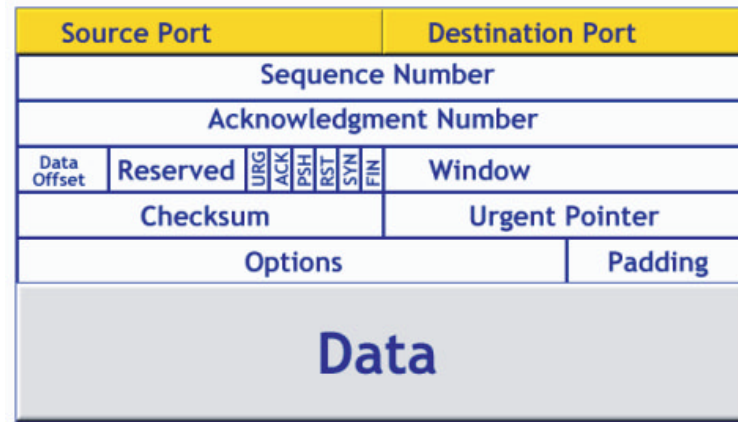 Source Port Destination Port
Sequence Number
Acknowledgment Number
Data Offset Reserved URG ACK PSH RST SYN FIN Window
Checksum Urgent Pointer
Options Padding
Data